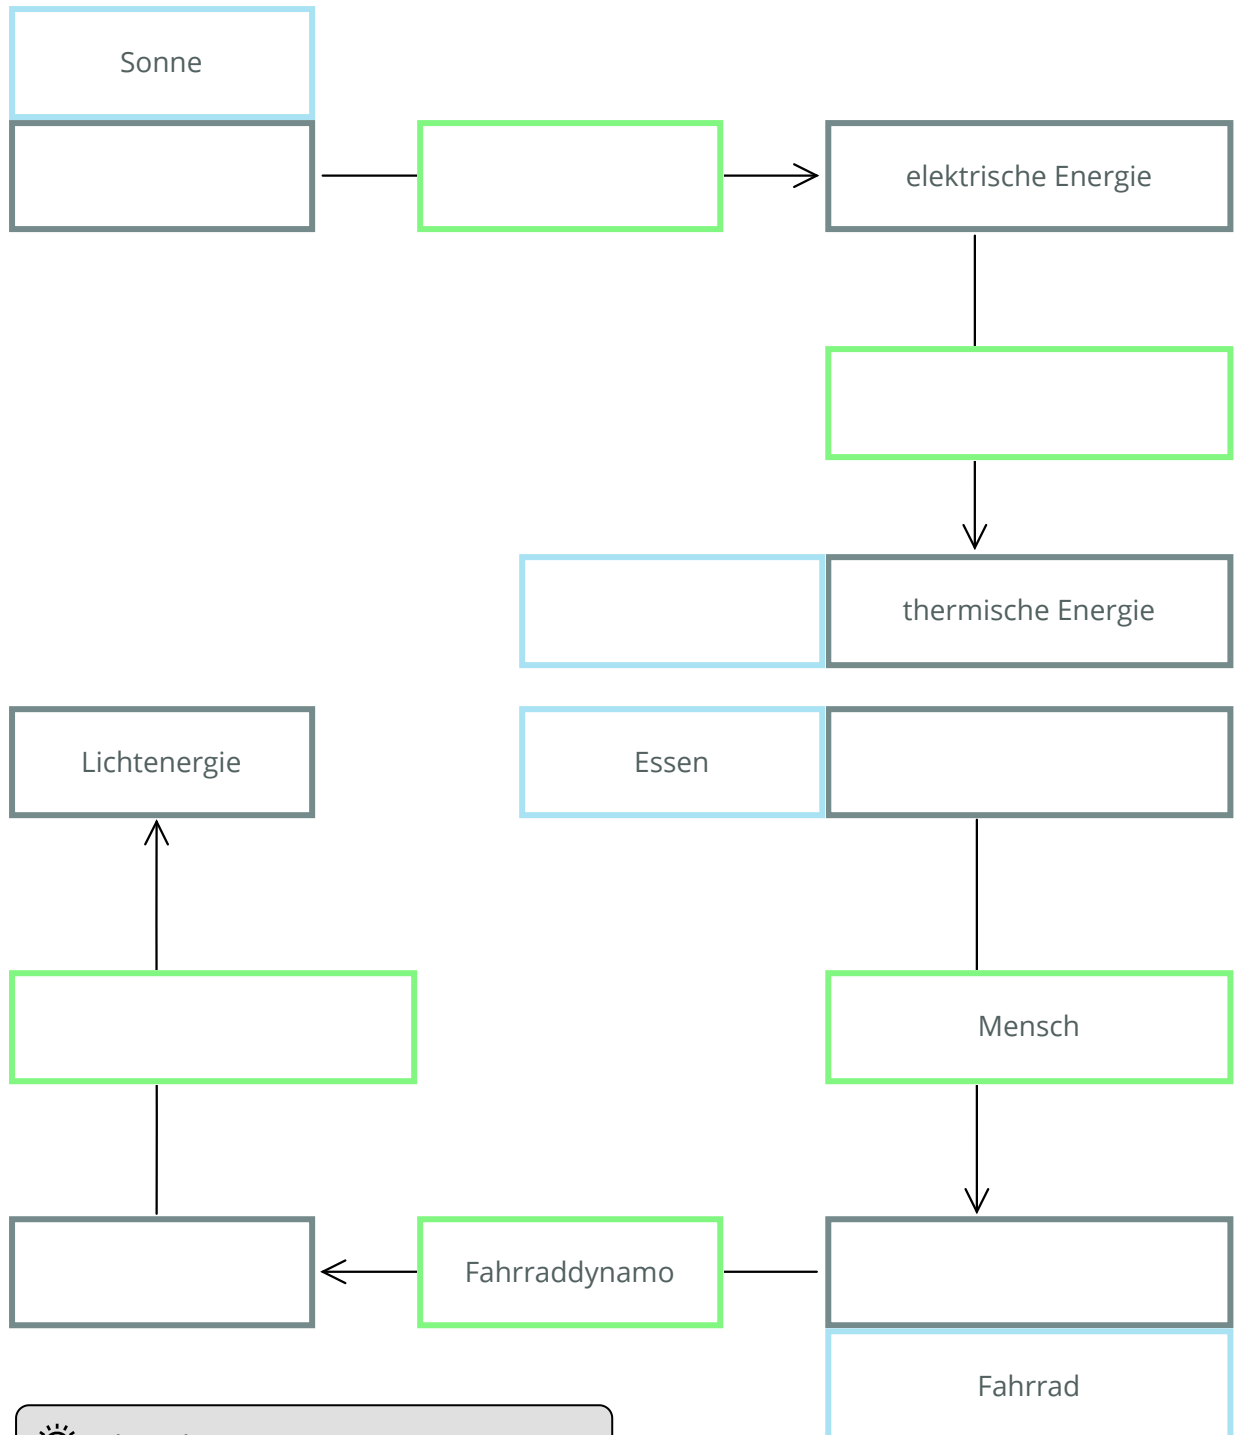 Sonne
elektrische Energie
thermische Energie
Lichtenergie
Essen
Mensch
Fahrraddynamo
Fahrrad